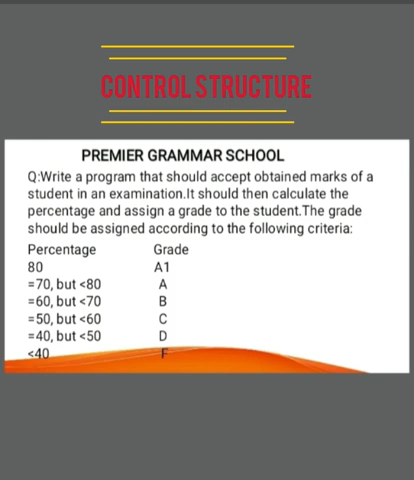 CONTROL STRUCTURE
PREMIER GRAMMAR SCHOOL
Q:Write a program that should accept obtained marks of a
student in an examination.It should then calculate the
percentage and assign a grade to the student.The grade
should be assigned according to the following criteria:
Percentage Grade
80 A1
=70, but <80 A
=60, but <70 B
=50, but <60 C
=40, but <50 D
<40 F